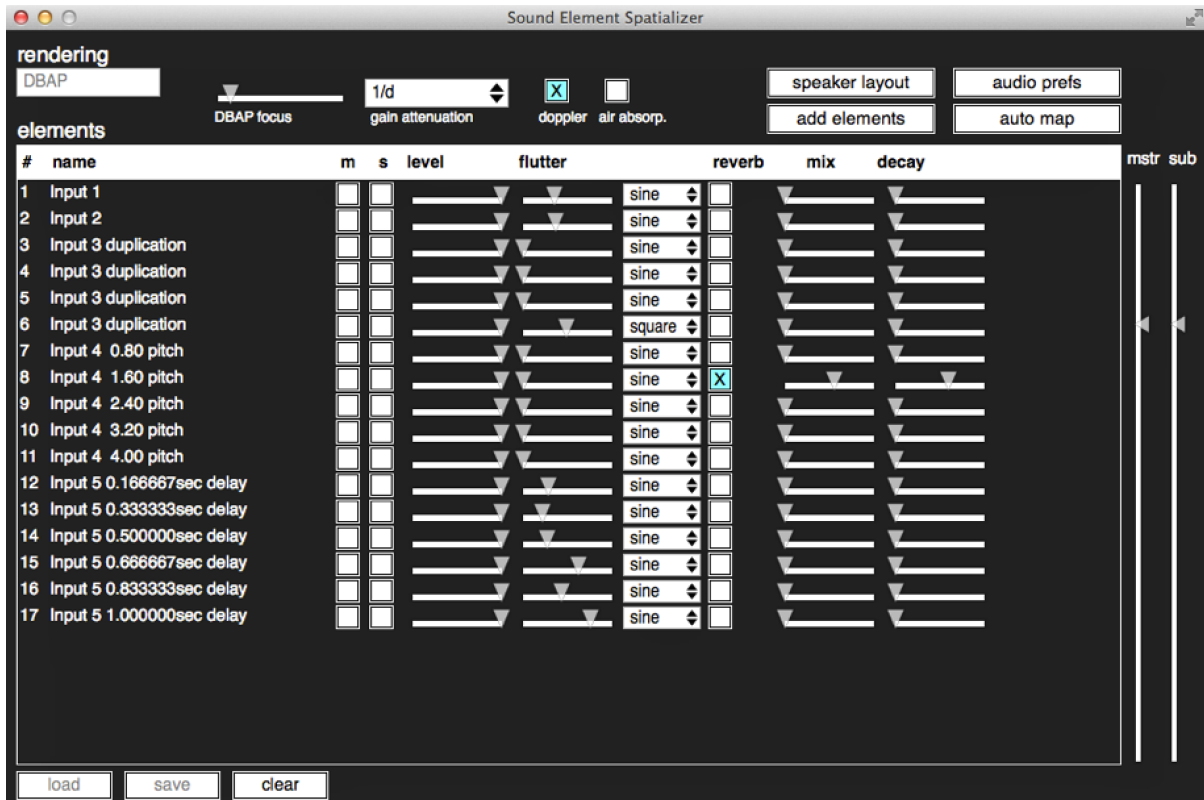 Sound Element Spatializer
rendering
DBAP
1/d
X
speaker layout
audio prefs
DBAP focus
gain attenuation
doppler
air absorp.
add elements
auto map
elements
# name m s level flutter reverb mix decay
mstr sub
1 Input 1 sine
2 Input 2 sine
3 Input 3 duplication sine
4 Input 3 duplication sine
5 Input 3 duplication sine
6 Input 3 duplication square
7 Input 4 0.80 pitch sine
8 Input 4 1.60 pitch sine X
9 Input 4 2.40 pitch sine
10 Input 4 3.20 pitch sine
11 Input 4 4.00 pitch sine
12 Input 5 0.166667sec delay sine
13 Input 5 0.333333sec delay sine
14 Input 5 0.500000sec delay sine
15 Input 5 0.666667sec delay sine
16 Input 5 0.833333sec delay sine
17 Input 5 1.000000sec delay sine
load save clear